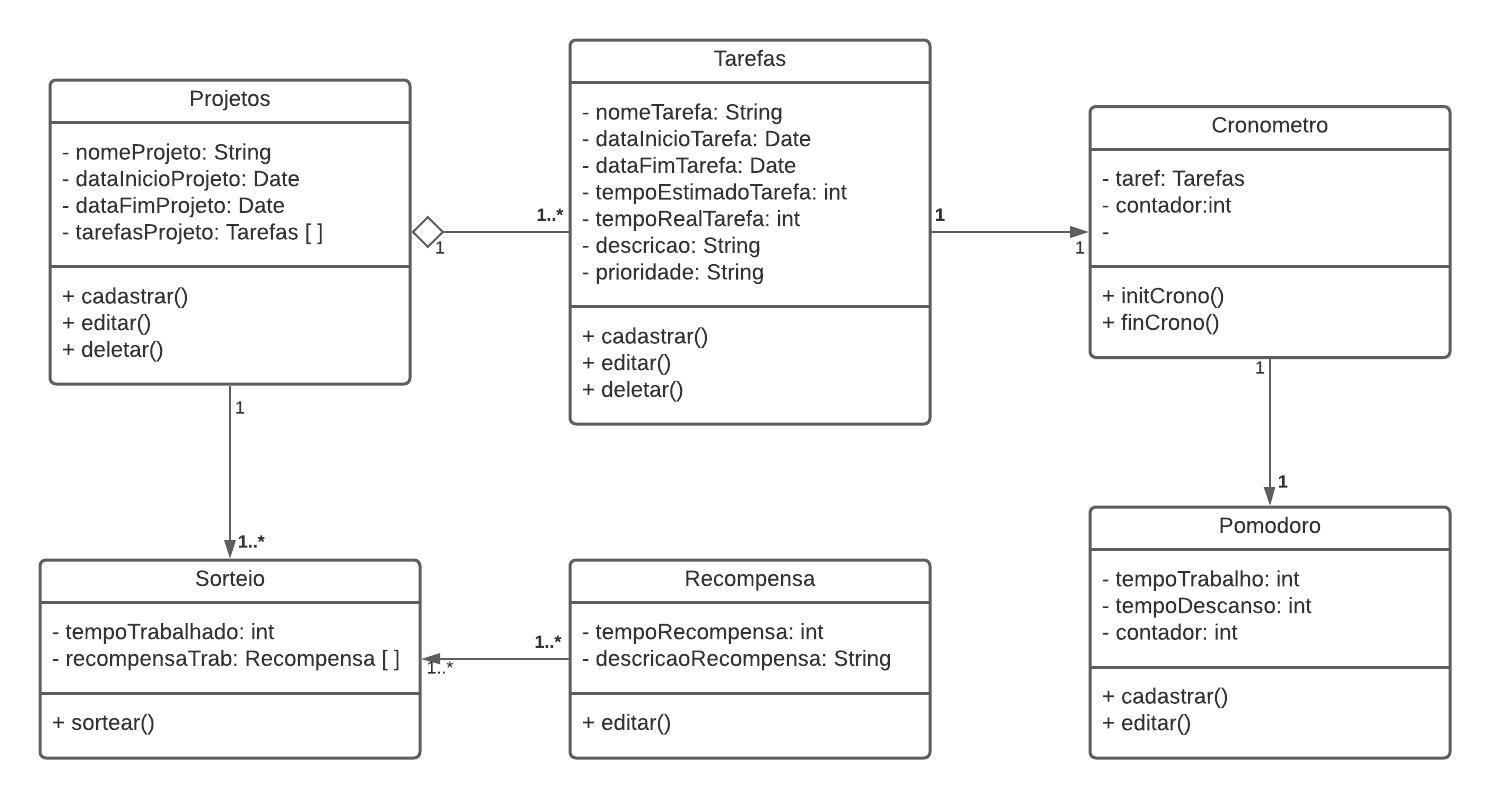 Projetos
- nomeProjeto: String
- dataInicioProjeto: Date
- dataFimProjeto: Date
- tarefasProjeto: Tarefas [ ]
+ cadastrar()
+ editar()
+ deletar()
1
1..*
Tarefas
- nomeTarefa: String
- dataInicioTarefa: Date
- dataFimTarefa: Date
- tempoEstimadoTarefa: int
- tempoRealTarefa: int
- descricao: String
- prioridade: String
+ cadastrar()
+ editar()
+ deletar()
1
1
Cronometro
- taref: Tarefas
- contador:int
-
+ initCrono()
+ finCrono()
1
1..*
1
1
Sorteio
- tempoTrabalhado: int
- recompensaTrab: Recompensa [ ]
+ sortear()
1..*
1..*
Recompensa
- tempoRecompensa: int
- descricaoRecompensa: String
+ editar()
Pomodoro
- tempoTrabalho: int
- tempoDescanso: int
- contador: int
+ cadastrar()
+ editar()